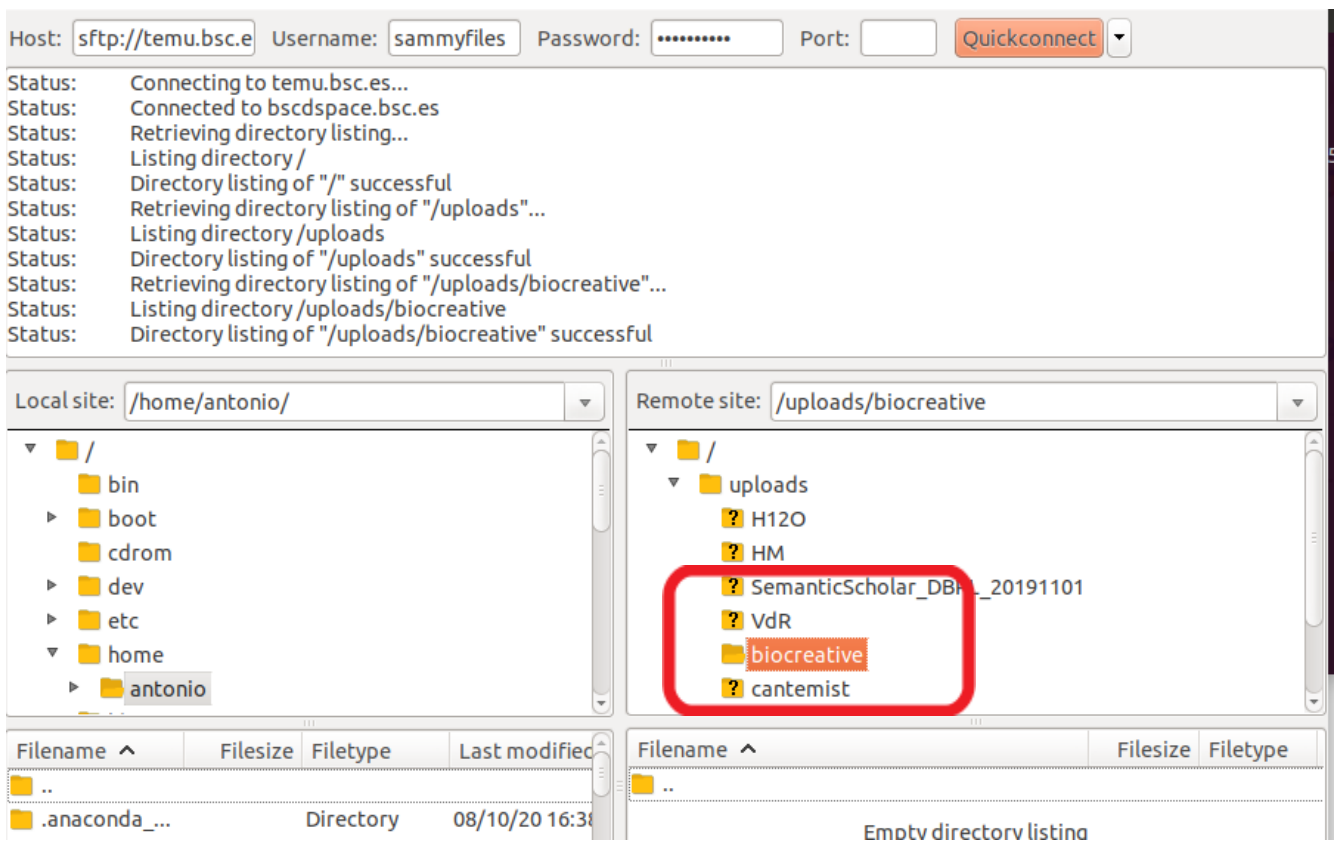 Host: sftp://temu.bsc.e Username: sammyfiles Password: •••••••••• Port: Quickconnect
Status: Connecting to temu.bsc.es...
Status: Connected to bscdspace.bsc.es
Status: Retrieving directory listing...
Status: Listing directory /
Status: Directory listing of "/" successful
Status: Retrieving directory listing of "/uploads"...
Status: Listing directory /uploads
Status: Directory listing of "/uploads" successful
Status: Retrieving directory listing of "/uploads/biocreative"...
Status: Listing directory /uploads/biocreative
Status: Directory listing of "/uploads/biocreative" successful
Local site: /home/antonio/
/
bin
boot
cdrom
dev
etc
home
antonio
Filename Filesize Filetype Last modified
..
.anaconda_... Directory 08/10/20 16:38
Remote site: /uploads/biocreative
/
uploads
? H12O
? HM
? SemanticScholar_ _20191101
? VdR
biocreative
? cantemist
Filename Filesize Filetype
..
Empty directory listing